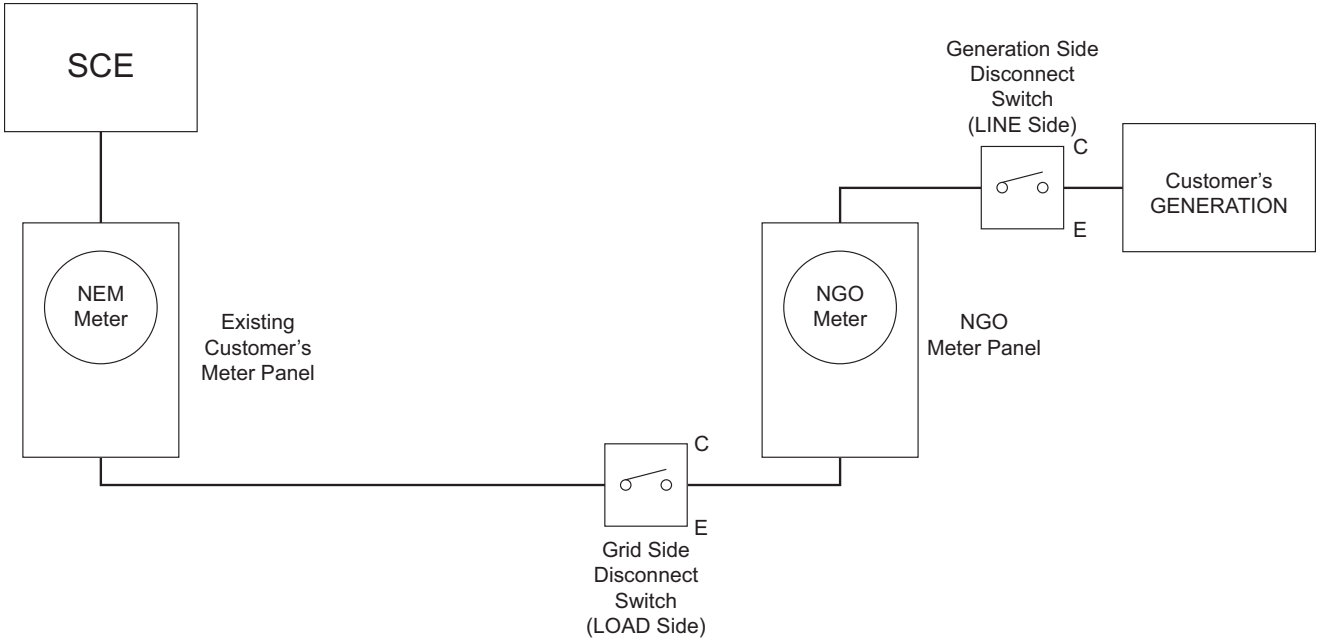 SCE
NEM
Meter
Existing
Customer’s
Meter Panel
C
E
Grid Side
Disconnect
Switch
(LOAD Side)
NGO
Meter
NGO
Meter Panel
Generation Side
Disconnect
Switch
(LINE Side)
C
E
Customer’s
GENERATION